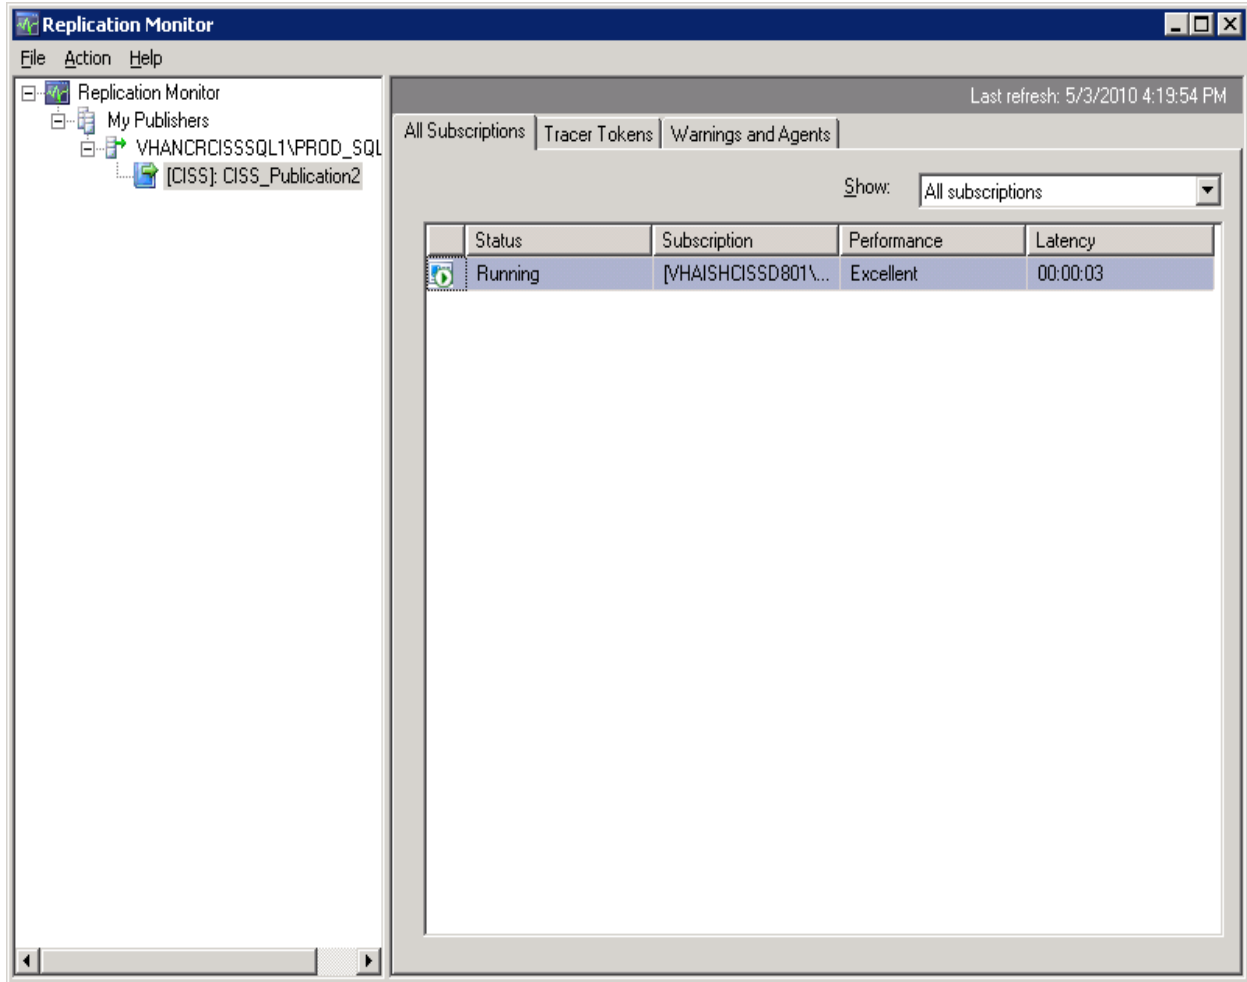 Replication Monitor
File Action Help
Replication Monitor
My Publishers
VHANCRCISSSQL1\PROD_SQL
[CISS]: CISS_Publication2
Last refresh: 5/3/2010 4:19:54 PM
All Subscriptions Tracer Tokens Warnings and Agents
Show: All subscriptions
Status Subscription Performance Latency
Running [VHAISHCISSD801\... Excellent 00:00:03